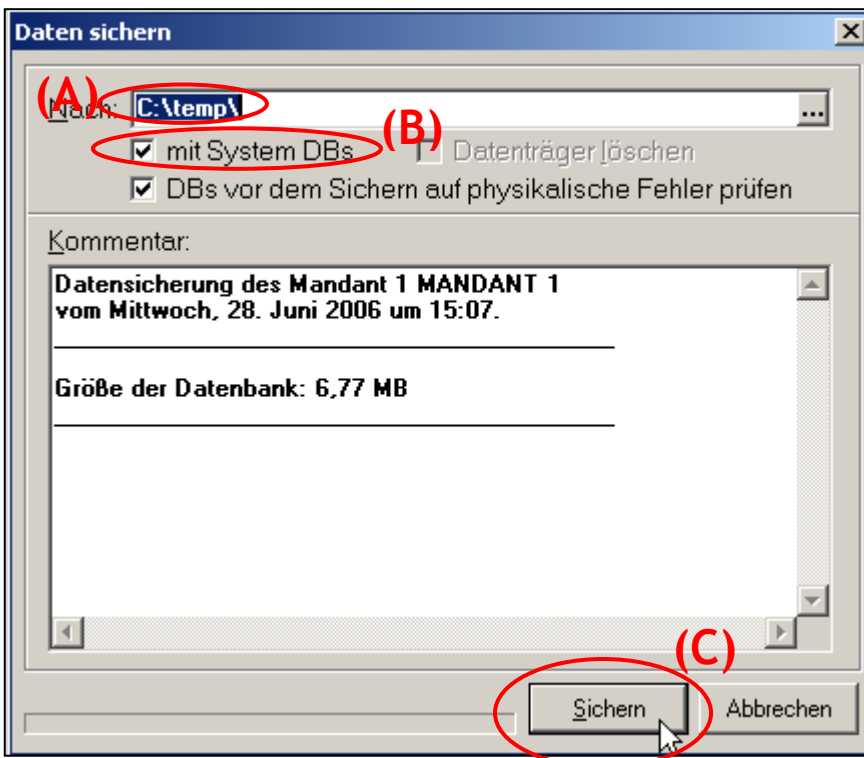 Daten sichern
(A)
Nach: C:\temp\ ...
(B)
mit System DBs Datenträger löschen
DBs vor dem Sichern auf physikalische Fehler prüfen
Kommentar:
Datensicherung des Mandant 1 MANDANT 1
vom Mittwoch, 28. Juni 2006 um 15:07.
Größe der Datenbank: 6,77 MB
(C)
Sichern Abbrechen